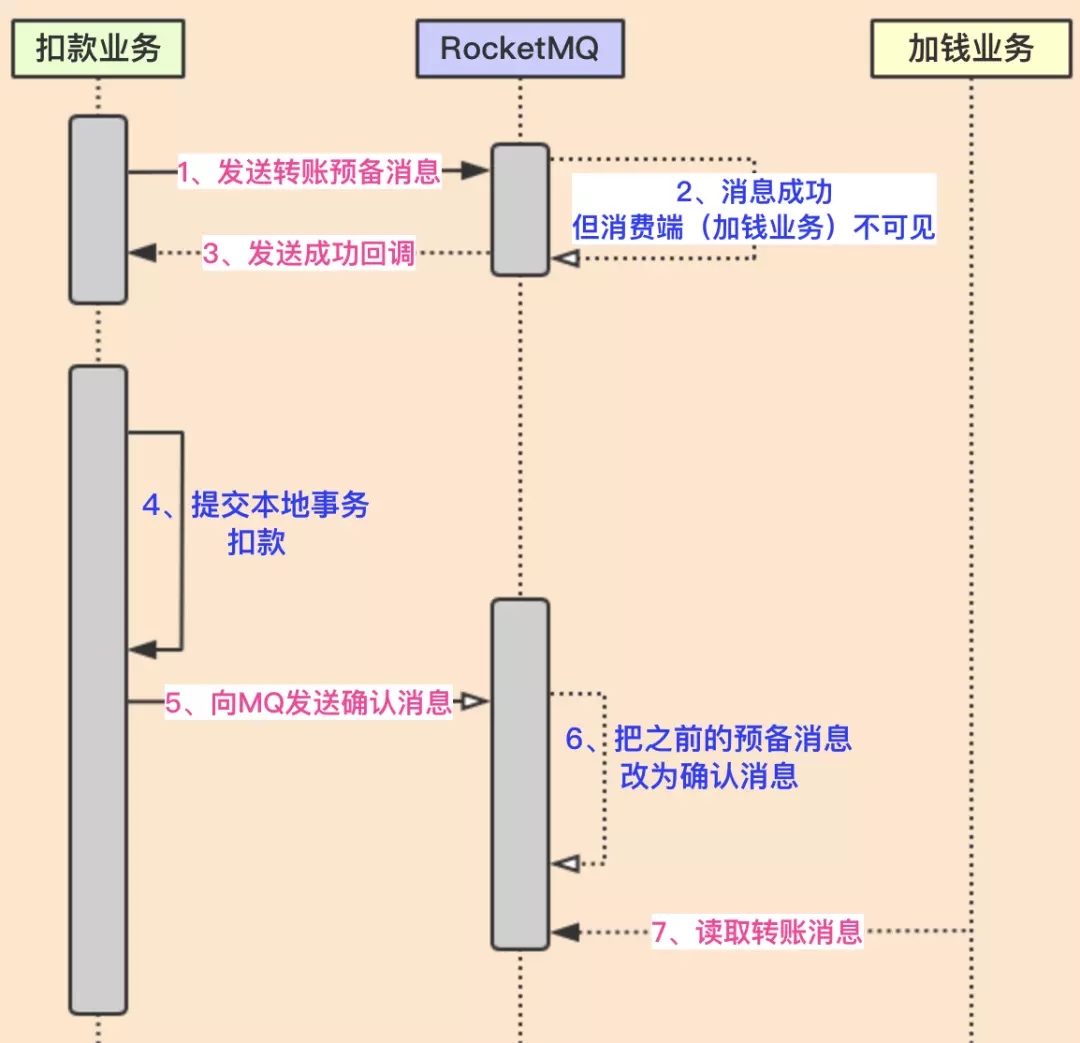 扣款业务
RocketMQ
加钱业务
1、发送转账预备消息
2、消息成功
但消费端（加钱业务）不可见
3、发送成功回调
4、提交本地事务
扣款
5、向MQ发送确认消息
6、把之前的预备消息
改为确认消息
7、读取转账消息